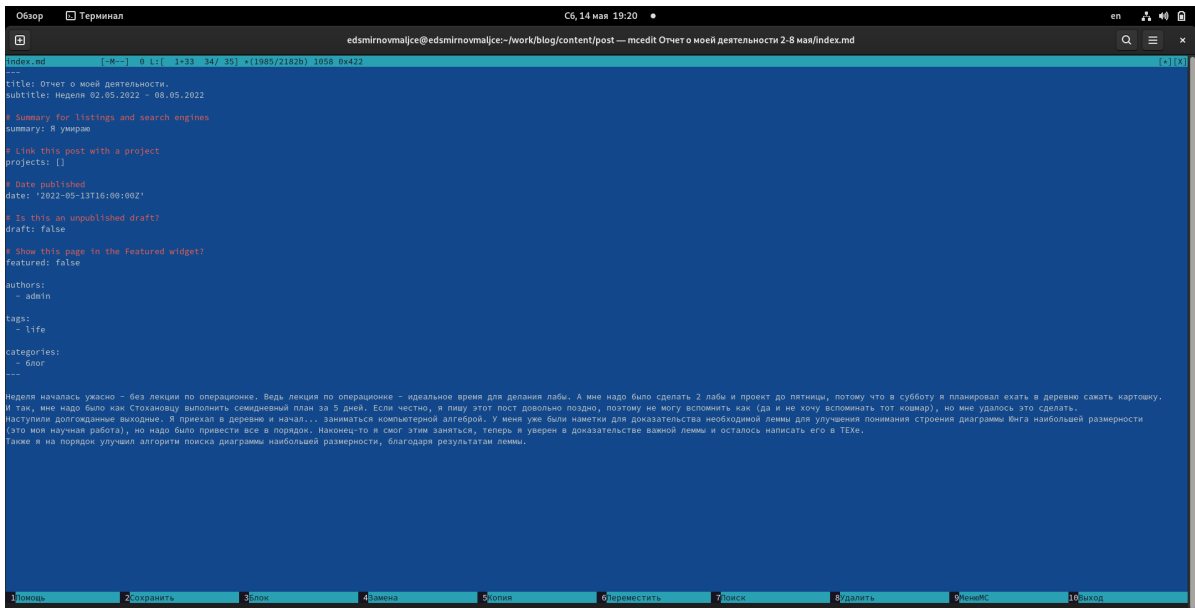 Обзор Терминал Сб, 14 мая 19:20 en
edsmirnovmaljce@edsmirnovmaljce:~/work/blog/content/post — mcedit Отчет о моей деятельности 2-8 мая/index.md
index.md [-M--] 0 L:[ 1+33 34/ 35] *(1985/2182b) 1058 0x422 [*][X]
---
title: Отчет о моей деятельности.
subtitle: Неделя 02.05.2022 - 08.05.2022
# Summary for listings and search engines
summary: Я умираю
# Link this post with a project
projects: []
# Date published
date: '2022-05-13T16:00:00Z'
# Is this an unpublished draft?
draft: false
# Show this page in the Featured widget?
featured: false
authors:
- admin
tags:
- life
categories:
- блог
---
Неделя началась ужасно - без лекции по операционке. Ведь лекция по операционке - идеальное время для делания лабы. А мне надо было сделать 2 лабы и проект до пятницы, потому что в субботу я планировал ехать в деревню сажать картошку.
И так, мне надо было как Стохановцу выполнить семидневный план за 5 дней. Если честно, я пишу этот пост довольно поздно, поэтому не могу вспомнить как (да и не хочу вспоминать тот кошмар), но мне удалось это сделать.
Наступили долгожданные выходные. Я приехал в деревню и начал... заниматься компьютерной алгеброй. У меня уже были наметки для доказательства необходимой леммы для улучшения понимания строения диаграммы Юнга наибольшей размерности
(это моя научная работа), но надо было привести все в порядок. Наконец-то я смог этим заняться, теперь я уверен в доказательстве важной леммы и осталось написать его в ТЕХе.
Также я на порядок улучшил алгоритм поиска диаграммы наибольшей размерности, благодаря результатам леммы.
1Помощь 2Сохранить 3Блок 4Замена 5Копия 6Переместить 7Поиск 8Удалить 9МенюMC 10Выход